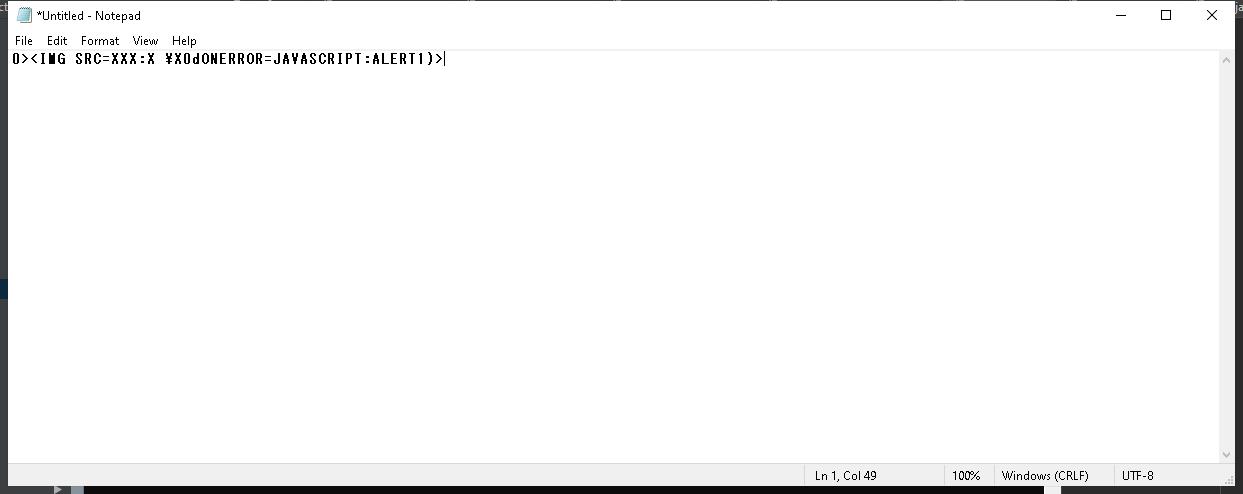 *Untitled - Notepad
File Edit Format View Help
0><IMG SRC=XXX:X ¥X0dONERROR=JAVASCRIPT:ALERT1)>
Ln 1, Col 49 100% Windows (CRLF) UTF-8